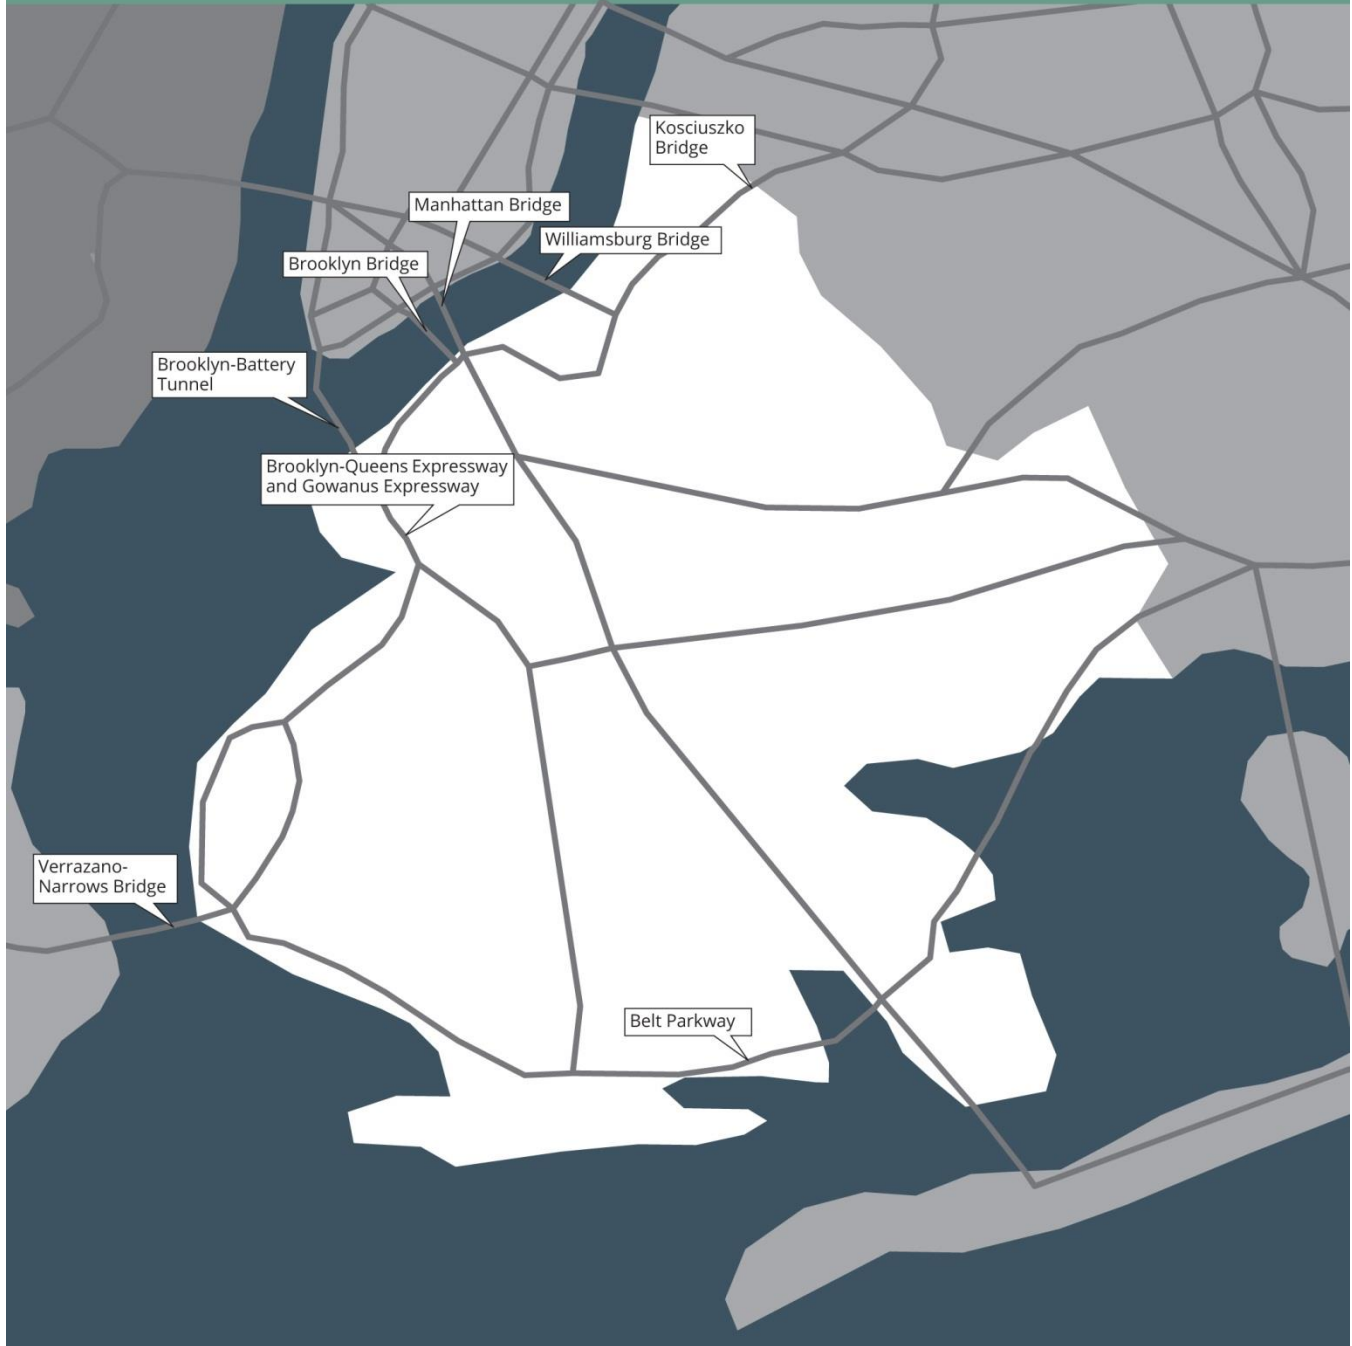 Kosciuszko
Bridge
Manhattan Bridge
Williamsburg Bridge
Brooklyn Bridge
Brooklyn-Battery
Tunnel
Brooklyn-Queens Expressway
and Gowanus Expressway
Verrazano-
Narrows Bridge
Belt Parkway